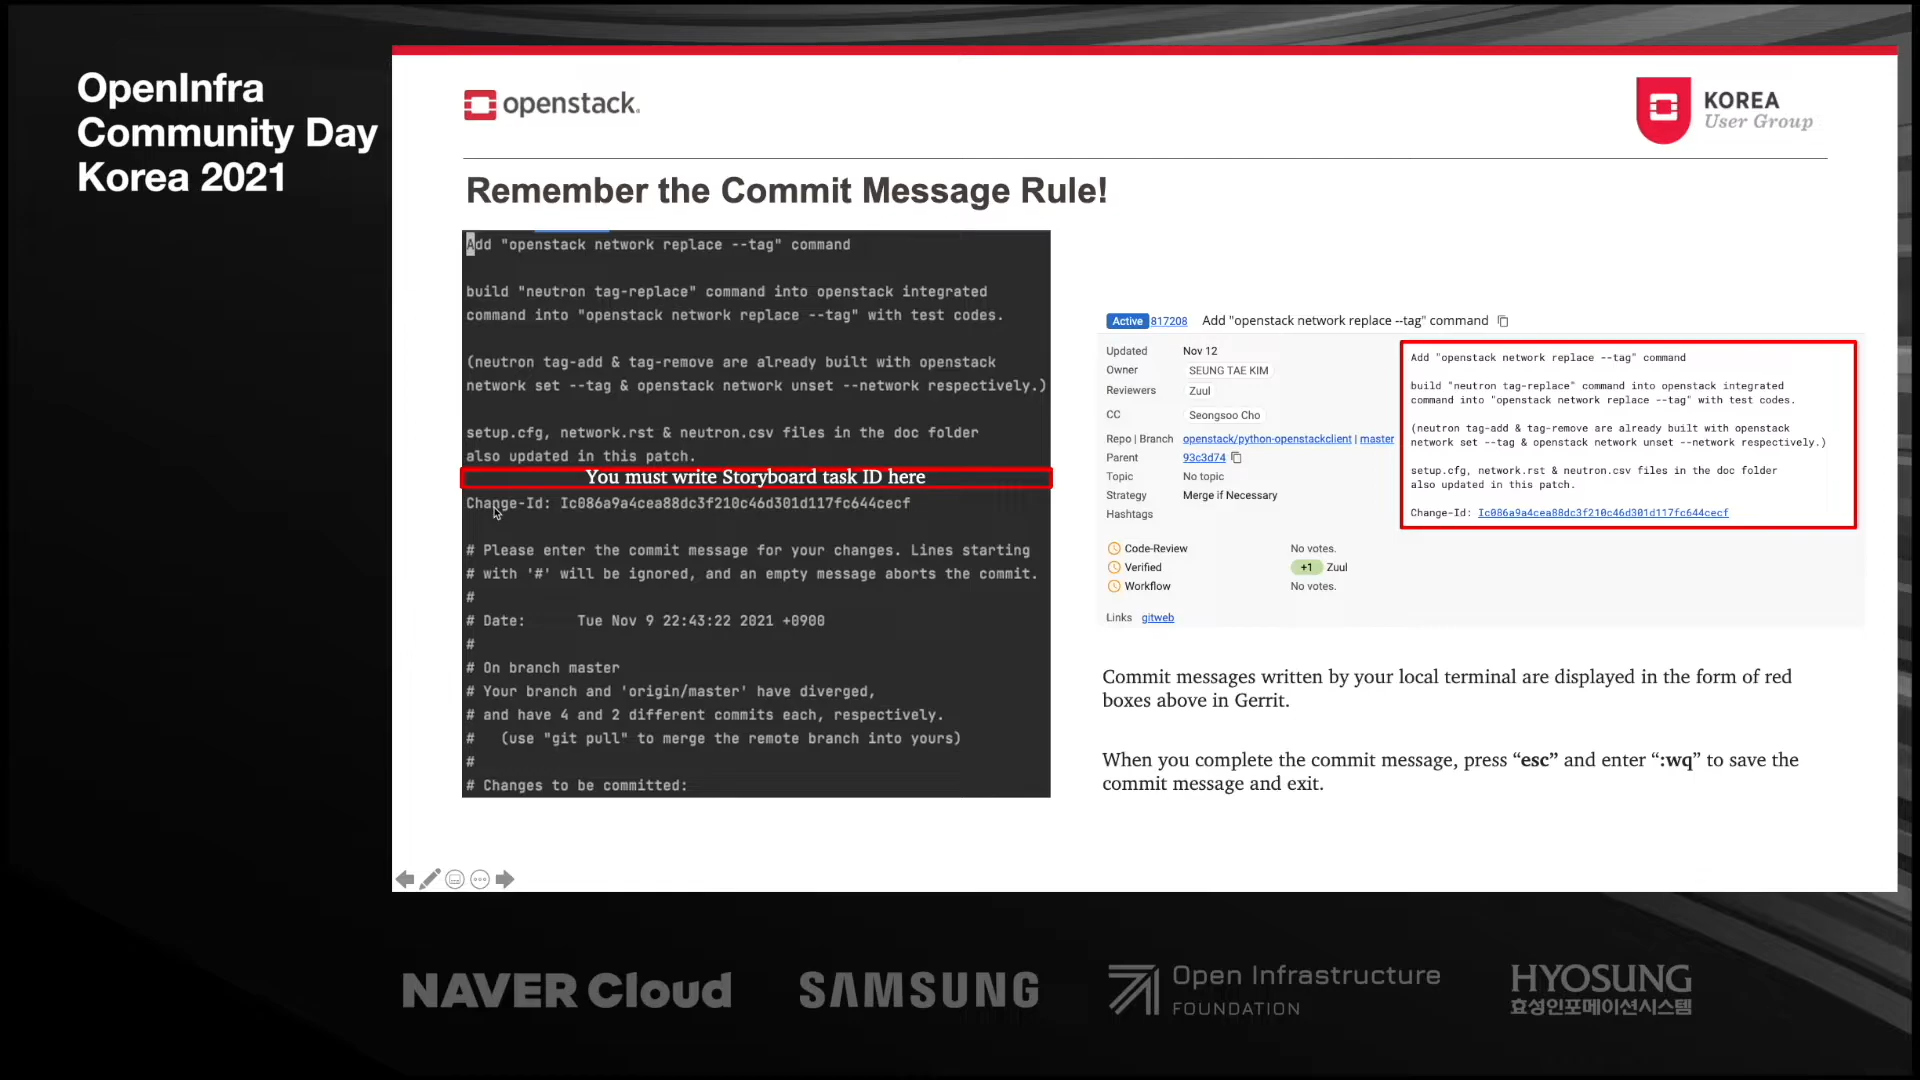 OpenInfra
Community Day
Korea 2021
openstack.
KOREA
User Group
Remember the Commit Message Rule!
Add "openstack network replace --tag" command
build "neutron tag-replace" command into openstack integrated
command into "openstack network replace --tag" with test codes.
(neutron tag-add & tag-remove are already built with openstack
network set --tag & openstack network unset --network respectively.)
setup.cfg, network.rst & neutron.csv files in the doc folder
also updated in this patch.
You must write Storyboard task ID here
Change-Id: Ic086a9a4cea88dc3f210c46d301d117fc644cecf
# Please enter the commit message for your changes. Lines starting
# with '#' will be ignored, and an empty message aborts the commit.
#
# Date:      Tue Nov 9 22:43:22 2021 +0900
#
# On branch master
# Your branch and 'origin/master' have diverged,
# and have 4 and 2 different commits each, respectively.
#   (use "git pull" to merge the remote branch into yours)
#
# Changes to be committed:
Active 817208 Add "openstack network replace --tag" command
Updated Nov 12
Owner SEUNG TAE KIM
Reviewers Zuul
CC Seongsoo Cho
Repo | Branch openstack/python-openstackclient | master
Parent 93c3d74
Topic No topic
Strategy Merge if Necessary
Hashtags
Code-Review No votes.
Verified +1 Zuul
Workflow No votes.
Links gitweb
Add "openstack network replace --tag" command
build "neutron tag-replace" command into openstack integrated
command into "openstack network replace --tag" with test codes.
(neutron tag-add & tag-remove are already built with openstack
network set --tag & openstack network unset --network respectively.)
setup.cfg, network.rst & neutron.csv files in the doc folder
also updated in this patch.
Change-Id: Ic086a9a4cea88dc3f210c46d301d117fc644cecf
Commit messages written by your local terminal are displayed in the form of red
boxes above in Gerrit.
When you complete the commit message, press “esc” and enter “:wq” to save the
commit message and exit.
NAVER Cloud
SAMSUNG
Open Infrastructure
FOUNDATION
HYOSUNG
효성인포메이션시스템